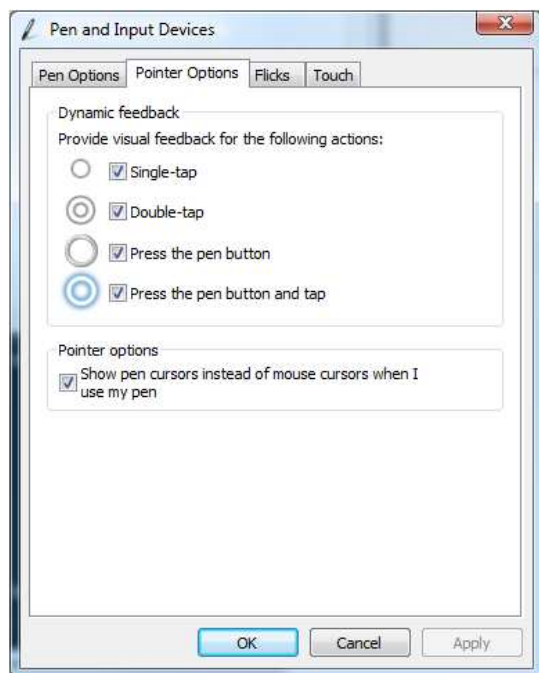 Pen and Input Devices
Pen Options Pointer Options Flicks Touch
Dynamic feedback
Provide visual feedback for the following actions:
Single-tap
Double-tap
Press the pen button
Press the pen button and tap
Pointer options
Show pen cursors instead of mouse cursors when I
use my pen
OK Cancel Apply